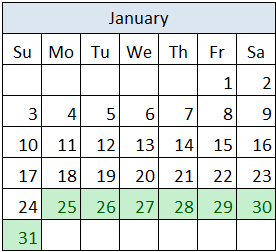 January
Su Mo Tu We Th Fr Sa
1 2
3 4 5 6 7 8 9
10 11 12 13 14 15 16
17 18 19 20 21 22 23
24 25 26 27 28 29 30
31